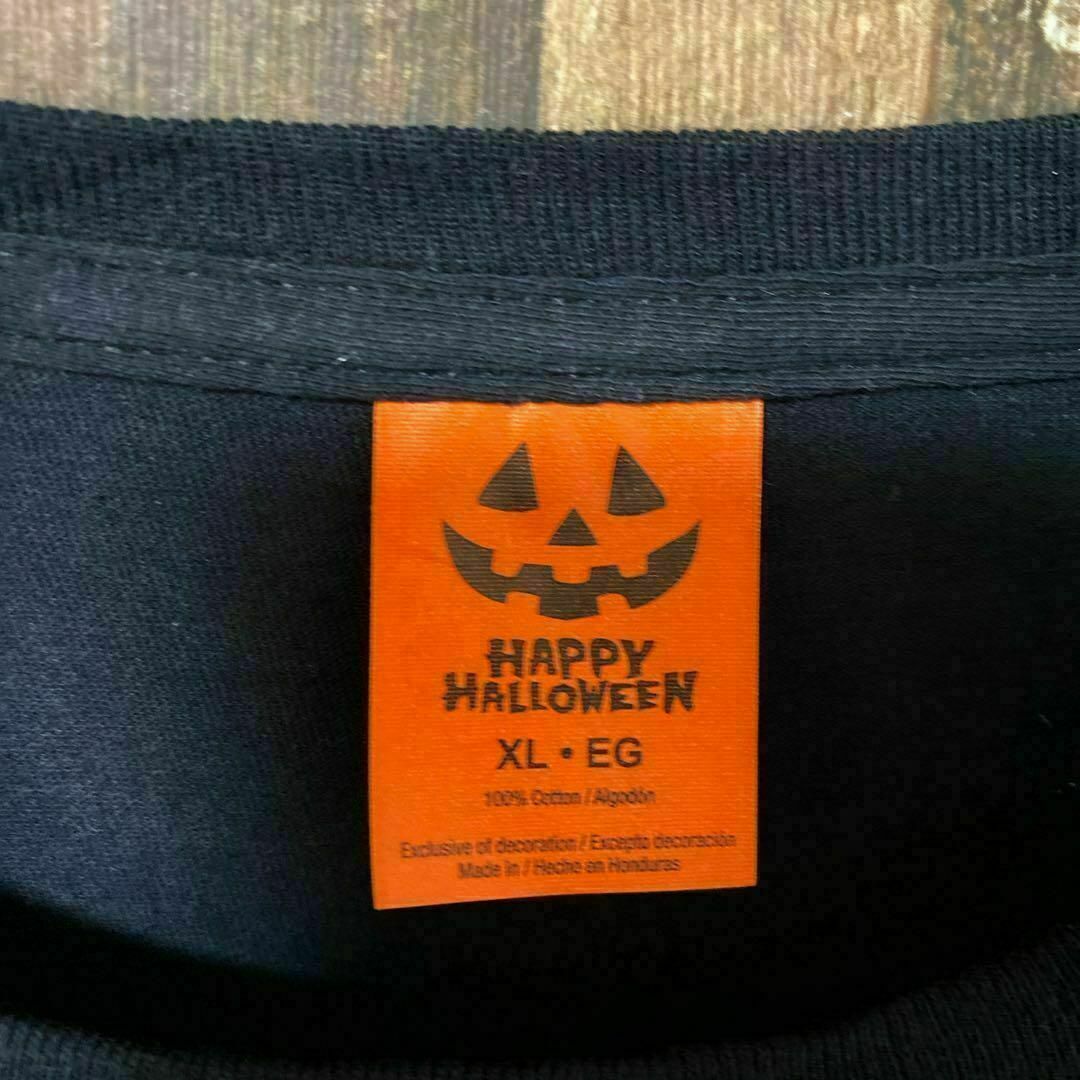 HAPPY
HALLOWEEN
XL • EG
100% Cotton / Algodón
Exclusive of decoration / Excepto decoración
Made in / Hecho en Honduras